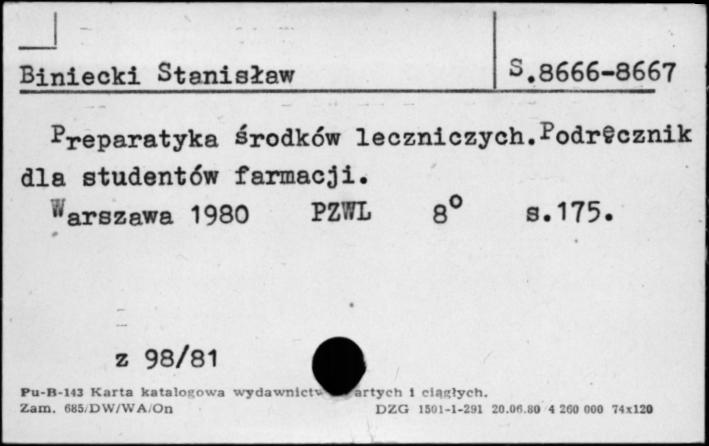 Biniecki Stanisław S.8666-8667
Preparatyka środków leczniczych.Podręcznik
dla studentów farmacji.
Warszawa 1980 PZWL 8° s.175.
z 98/81
Pu-B-143 Karta katalogowa wydawnictw artych i ciągłych.
Zam. 685/DW/WA/On DZG 1501-1-291 20.06.80 4 260 000 74x120